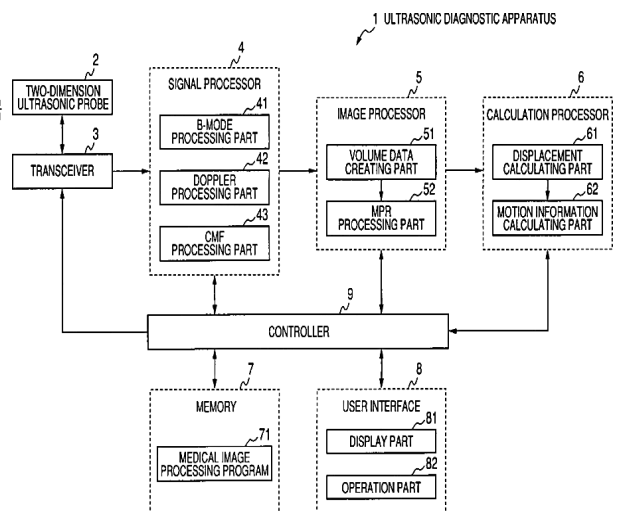 1 ULTRASONIC DIAGNOSTIC APPARATUS
2
TWO-DIMENSION
ULTRASONIC PROBE
3
TRANSCEIVER
4
SIGNAL PROCESSOR
41
B-MODE
PROCESSING PART
42
DOPPLER
PROCESSING PART
43
CMF
PROCESSING PART
5
IMAGE PROCESSOR
51
VOLUME DATA
CREATING PART
52
MPR
PROCESSING PART
6
CALCULATION PROCESSOR
61
DISPLACEMENT
CALCULATING PART
62
MOTION INFORMATION
CALCULATING PART
9
CONTROLLER
7
MEMORY
71
MEDICAL IMAGE
PROCESSING PROGRAM
8
USER INTERFACE
81
DISPLAY PART
82
OPERATION PART